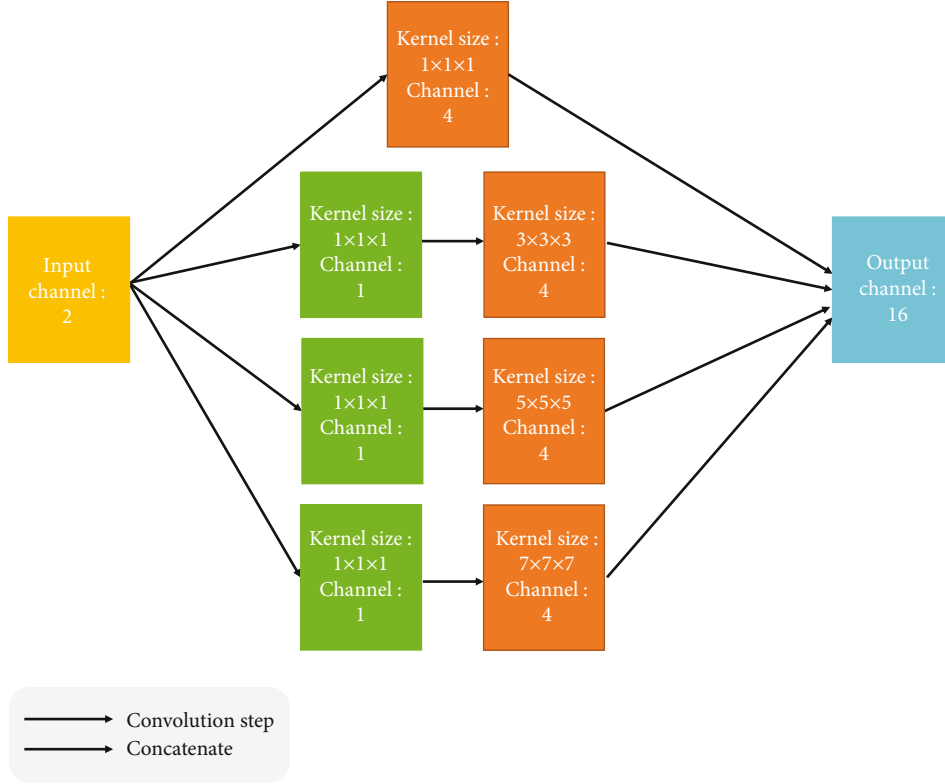 Kernel size :
1×1×1
Channel :
4
Input
channel :
2
Kernel size :
1×1×1
Channel :
1
Kernel size :
3×3×3
Channel :
4
Output
channel :
16
Kernel size :
1×1×1
Channel :
1
Kernel size :
5×5×5
Channel :
4
Kernel size :
1×1×1
Channel :
1
Kernel size :
7×7×7
Channel :
4
Convolution step
Concatenate